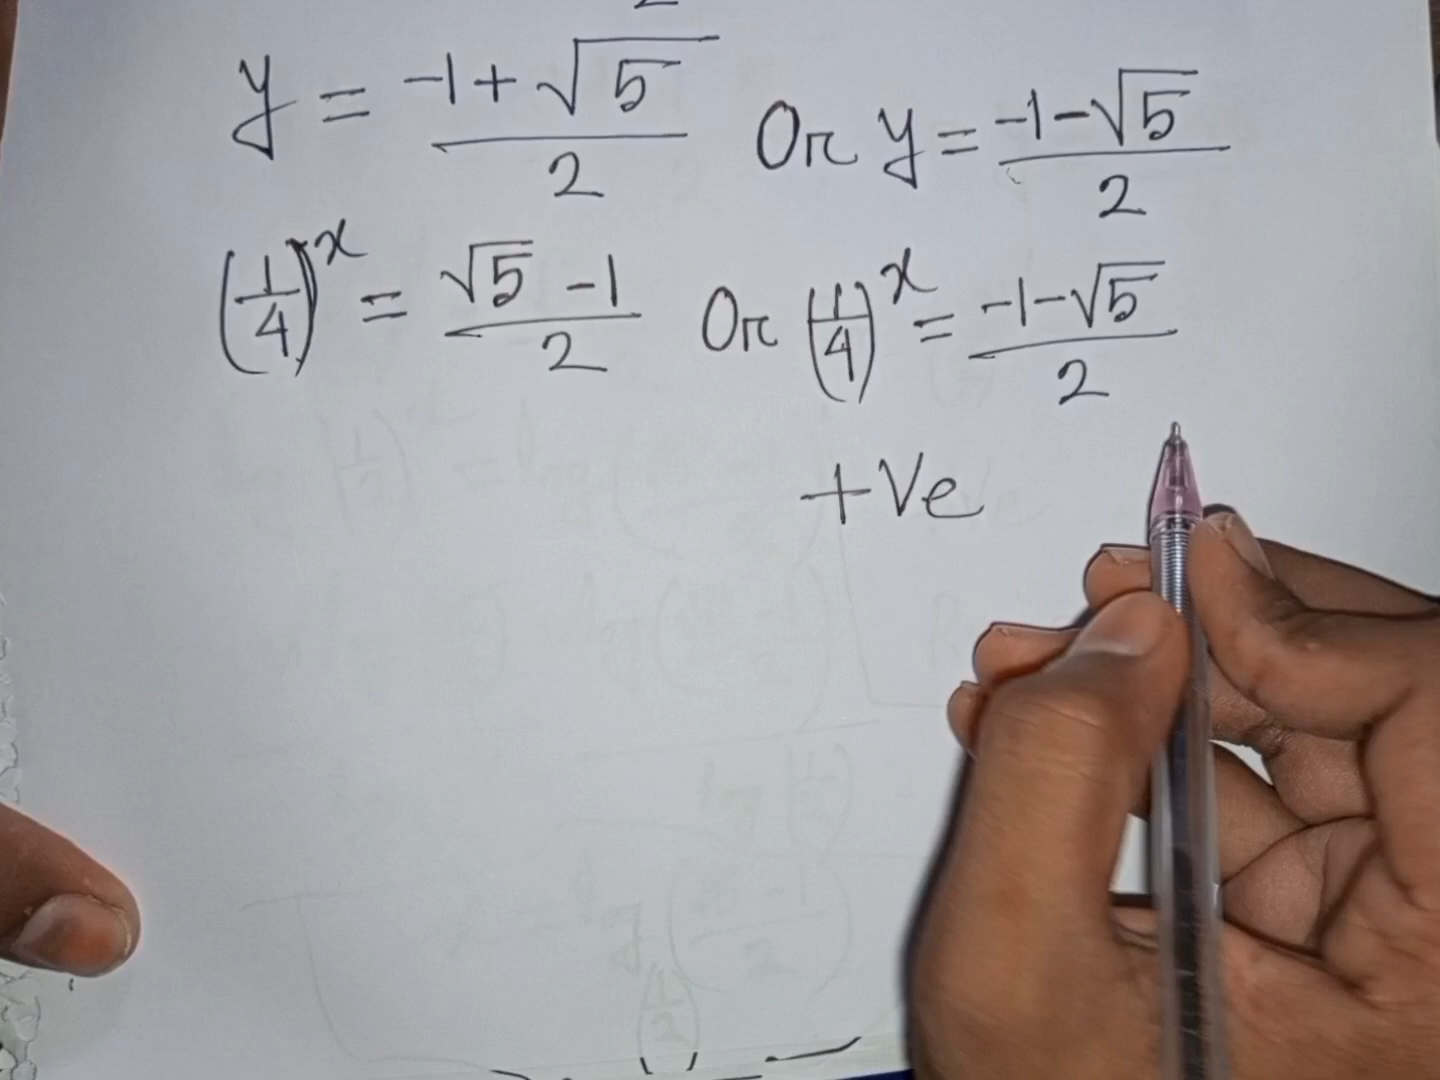 y = -1+√5/2 Or y = -1-√5/2
(1/4)^x = √5 -1/2 Or (1/4)^x = -1-√5/2
+Ve